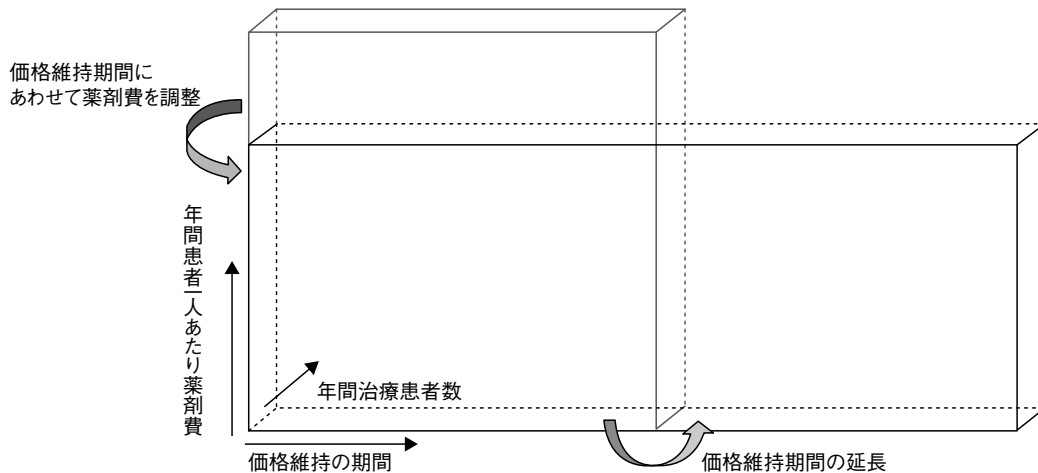 価格維持期間に
あわせて薬剤費を調整
年間患者一人あたり薬剤費
年間治療患者数
価格維持の期間
価格維持期間の延長